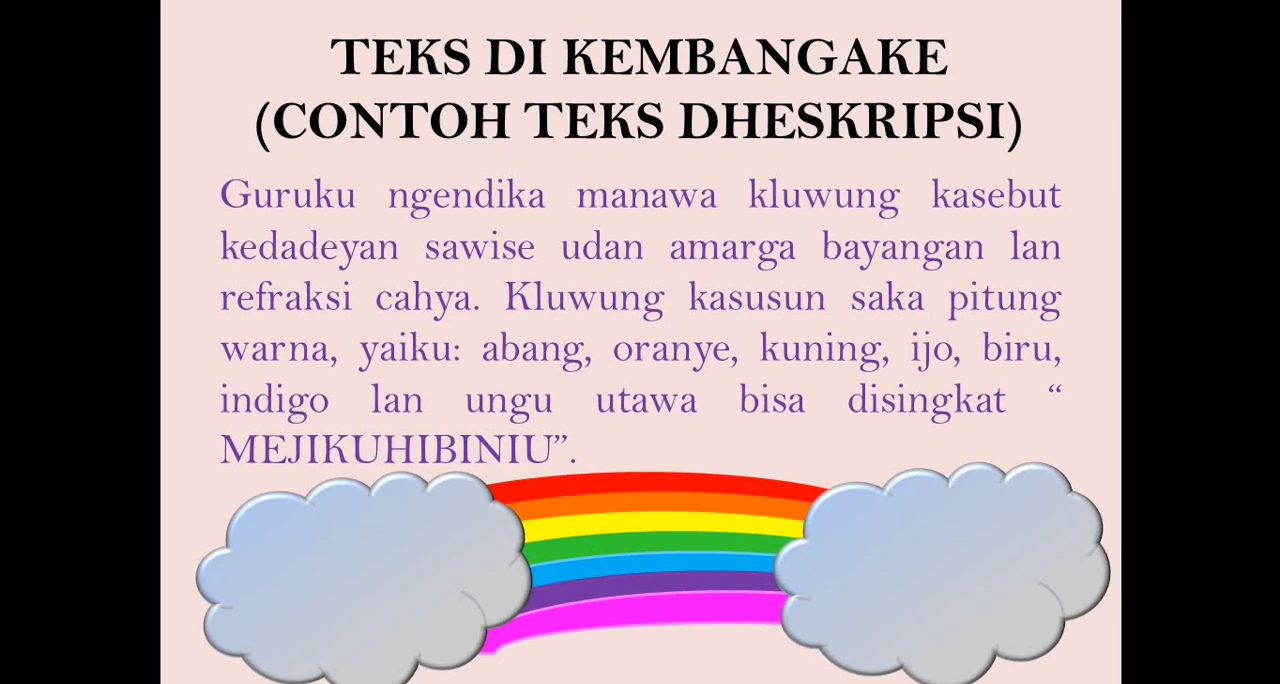 TEKS DI KEMBANGAKE
(CONTOH TEKS DHESKRIPSI)
Guruku ngendika manawa kluwung kasebut
kedadeyan sawise udan amarga bayangan lan
refraksi cahya. Kluwung kasusun saka pitung
warna, yaiku: abang, oranye, kuning, ijo, biru,
indigo lan ungu utawa bisa disingkat “
MEJIKUHIBINIU”.